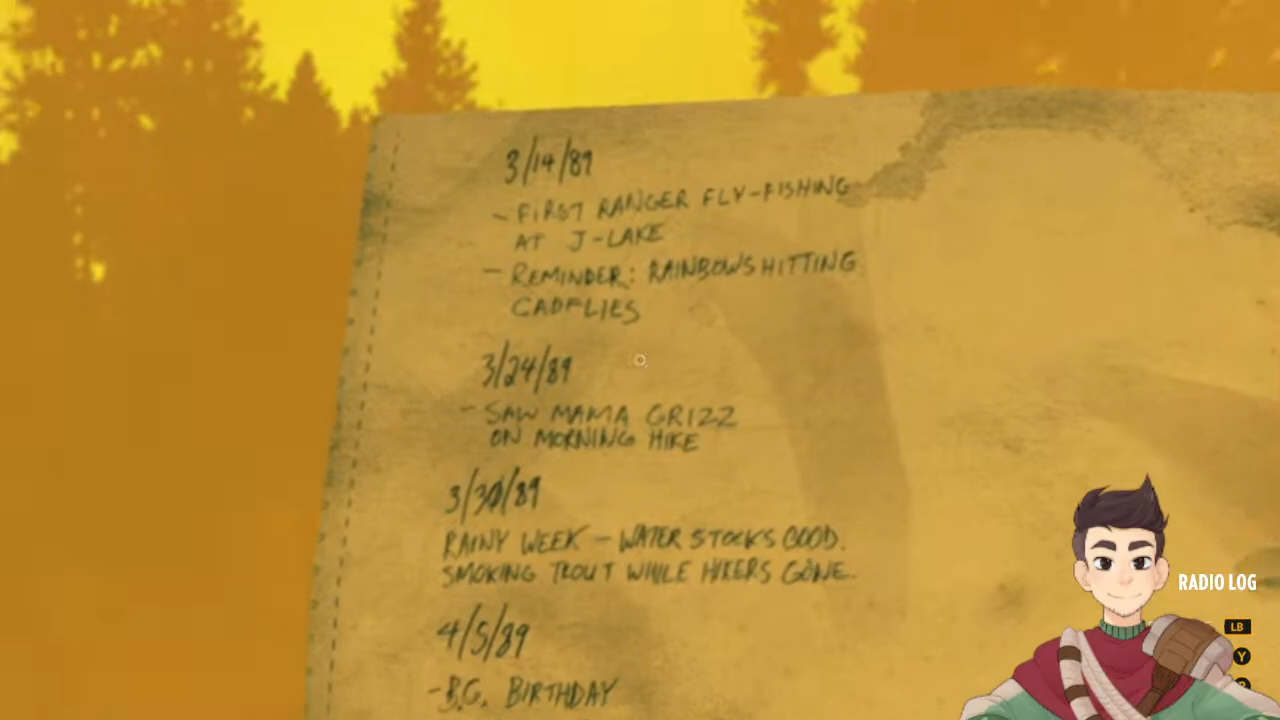 3/14/89
- FIRST RANGER FLY-FISHING
AT J-LAKE
- REMINDER: RAINBOWS HITTING
CADFLIES
3/24/89
- SAW MAMA GRIZZ
ON MORNING HIKE
3/30/89
RAINY WEEK - WATER STOCKS GOOD.
SMOKING TROUT WHILE HIKERS GONE.
4/5/89
- B.G. BIRTHDAY
RADIO LOG
LB
Y